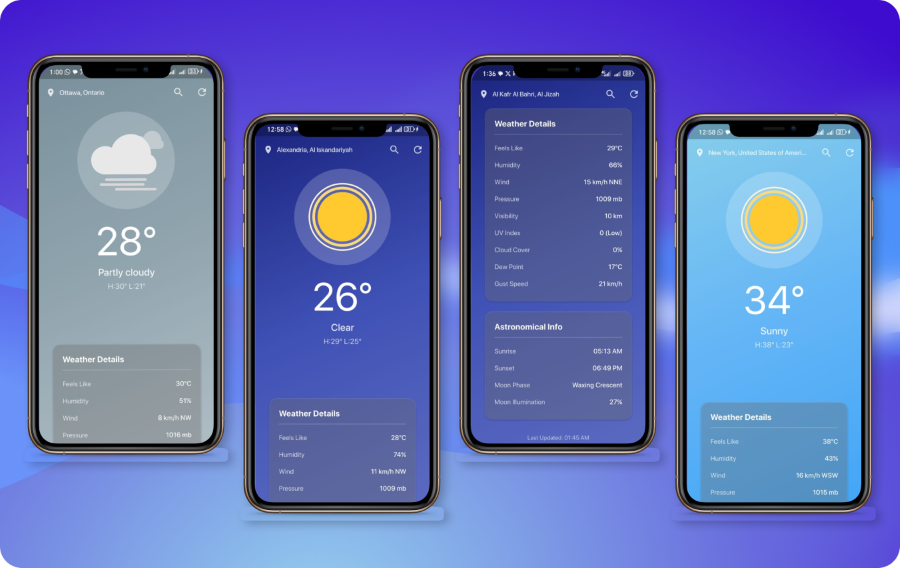 1:00
Ottawa, Ontario
28°
Partly cloudy
H:30° L:21°
Weather Details
Feels Like 30°C
Humidity 51%
Wind 8 km/h NW
Pressure 1016 mb
12:58
Alexandria, Al Iskandariyah
26°
Clear
H:29° L:25°
Weather Details
Feels Like 28°C
Humidity 74%
Wind 11 km/h NW
Pressure 1009 mb
1:36
Al Kafr Al Bahri, Al Jizah
Weather Details
Feels Like 29°C
Humidity 66%
Wind 15 km/h NNE
Pressure 1009 mb
Visibility 10 km
UV Index 0 (Low)
Cloud Cover 0%
Dew Point 17°C
Gust Speed 21 km/h
Astronomical Info
Sunrise 05:13 AM
Sunset 06:49 PM
Moon Phase Waxing Crescent
Moon Illumination 27%
Last Updated: 01:45 AM
12:58
New York, United States of Ameri...
34°
Sunny
H:38° L:23°
Weather Details
Feels Like 38°C
Humidity 43%
Wind 16 km/h WSW
Pressure 1015 mb